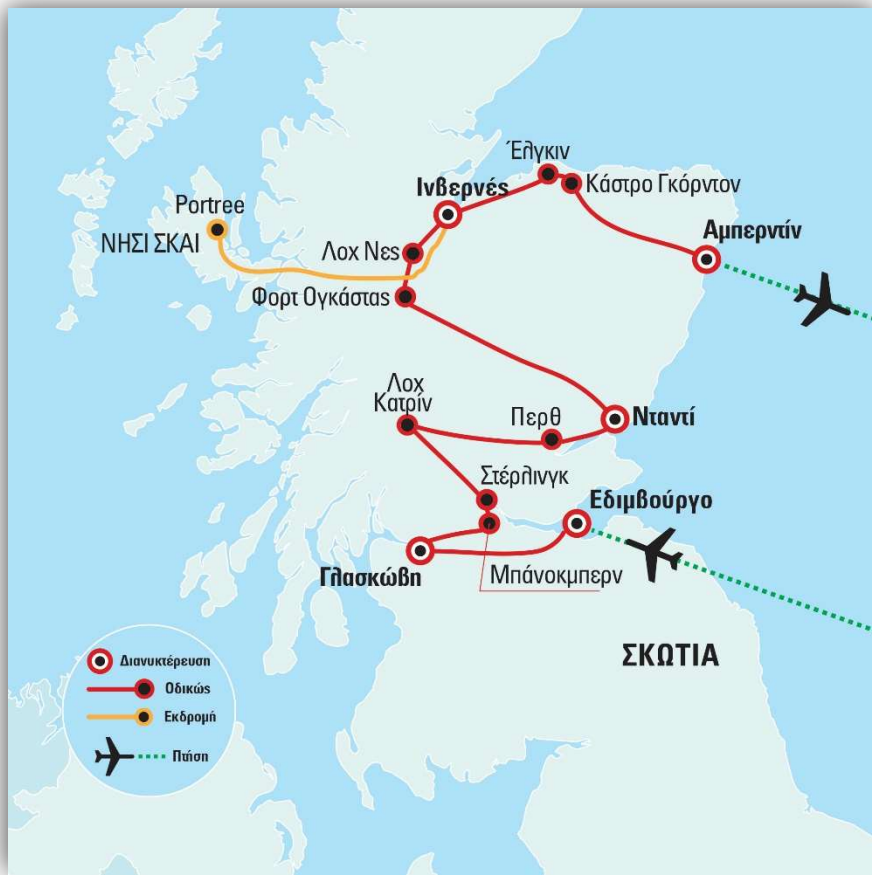 Έλγκιν
Ινβερνές
Κάστρο Γκόρντον
Portree
ΝΗΣΙ ΣΚΑΙ
Αμπερντίν
Λοχ Νες
Φορτ Ογκάστας
Λοχ
Κατρίν
Περθ
Νταντί
Στέρλινγκ
Εδιμβούργο
Γλασκώβη
Μπάνοκμπερν
ΣΚΩΤΙΑ
Διανυκτέρευση
Οδικώς
Εκδρομή
Πτήση